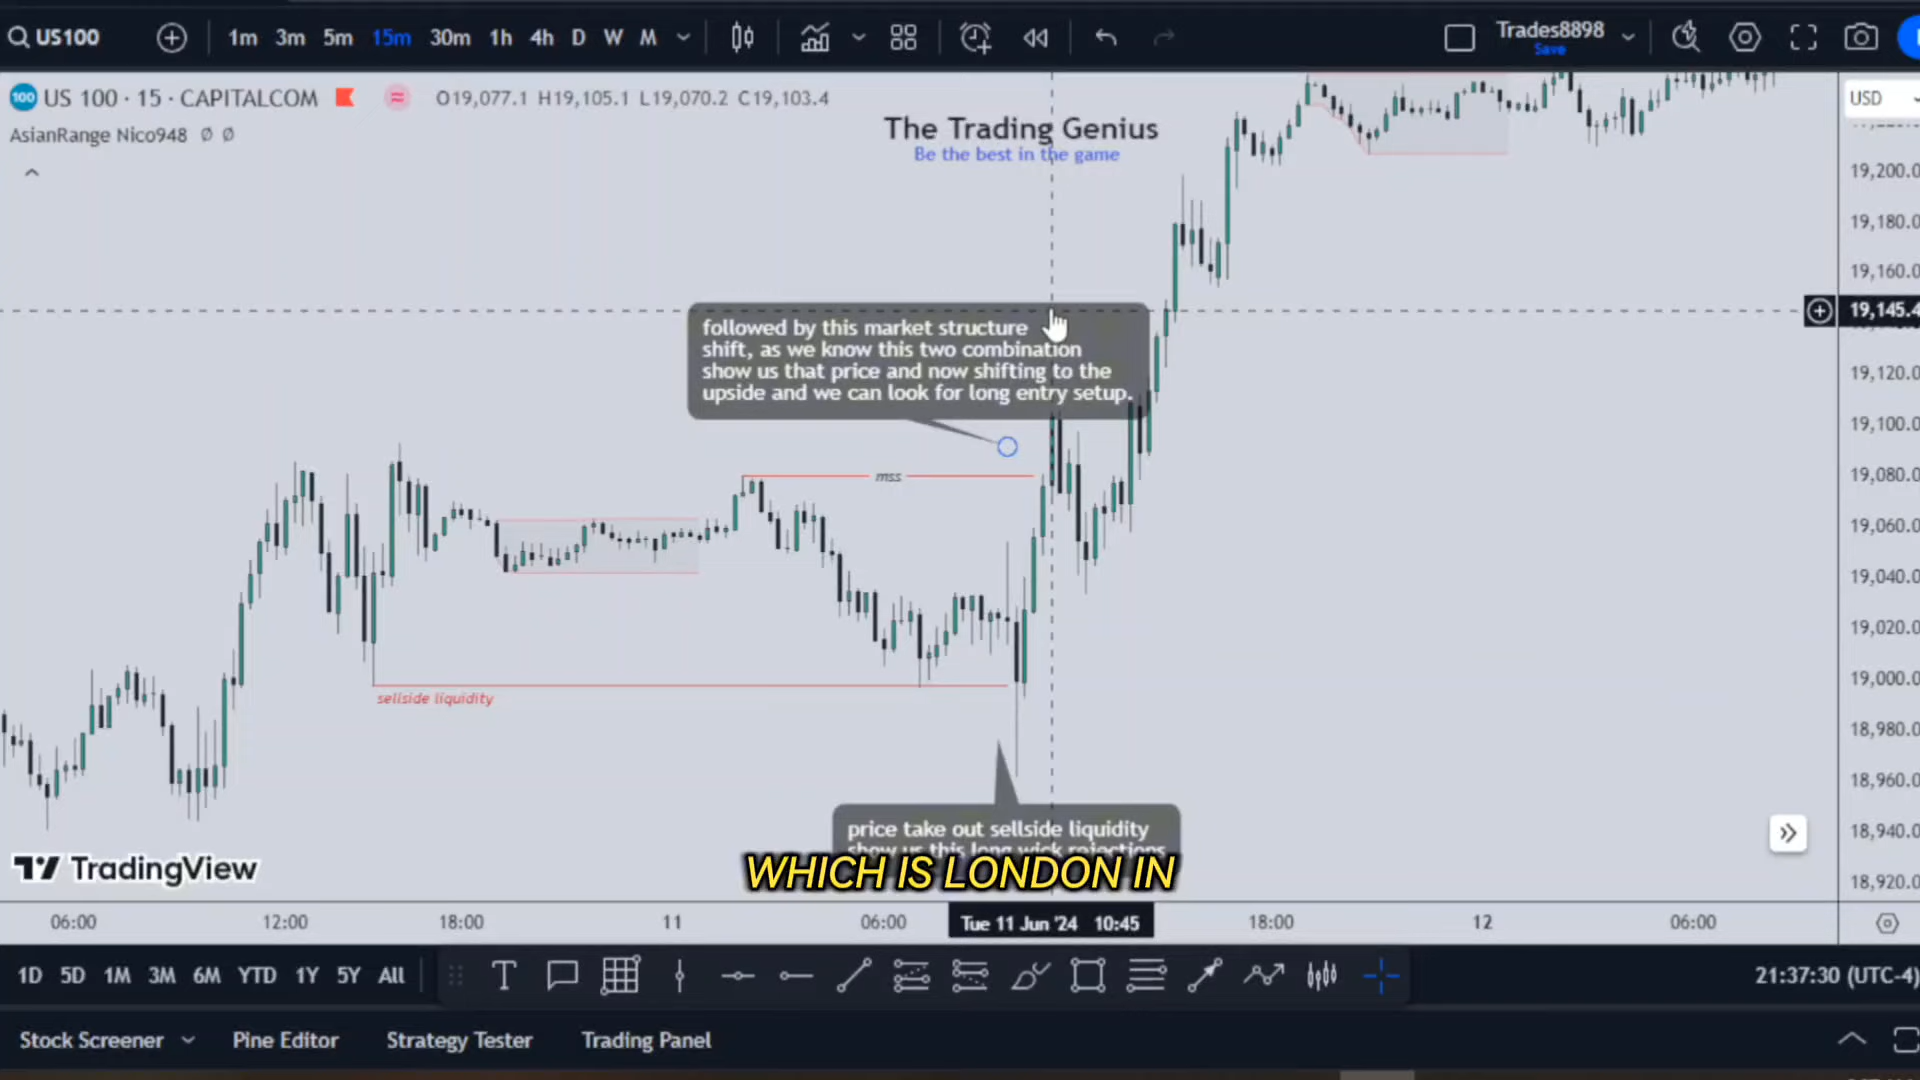 US100 1m 3m 5m 15m 30m 1h 4h D W M Trades8898
Save
100 US 100 · 15 · CAPITALCOM O19,077.1 H19,105.1 L19,070.2 C19,103.4
USD
AsianRange Nico948
The Trading Genius
Be the best in the game
19,200.0
19,180.0
19,160.0
19,145.4
followed by this market structure
shift, as we know this two combination
show us that price and now shifting to the
upside and we can look for long entry setup.
19,120.0
19,100.0
19,080.0
mss
19,060.0
19,040.0
19,020.0
19,000.0
sellside liquidity
18,980.0
18,960.0
18,940.0
price take out sellside liquidity
show us this long wick rejections
WHICH IS LONDON IN
TradingView
18,920.0
06:00 12:00 18:00 11 06:00 Tue 11 Jun '24 10:45 18:00 12 06:00
1D 5D 1M 3M 6M YTD 1Y 5Y All 21:37:30 (UTC-4)
Stock Screener Pine Editor Strategy Tester Trading Panel